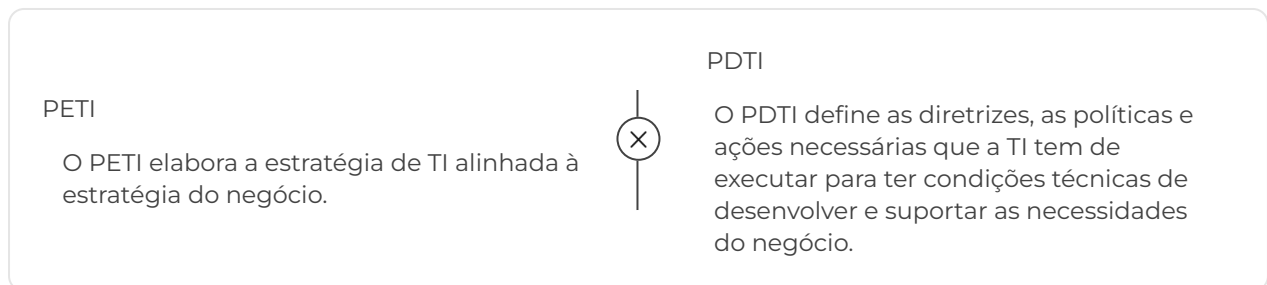 PETI
O PETI elabora a estratégia de TI alinhada à
estratégia do negócio.
PDTI
O PDTI define as diretrizes, as políticas e
ações necessárias que a TI tem de
executar para ter condições técnicas de
desenvolver e suportar as necessidades
do negócio.